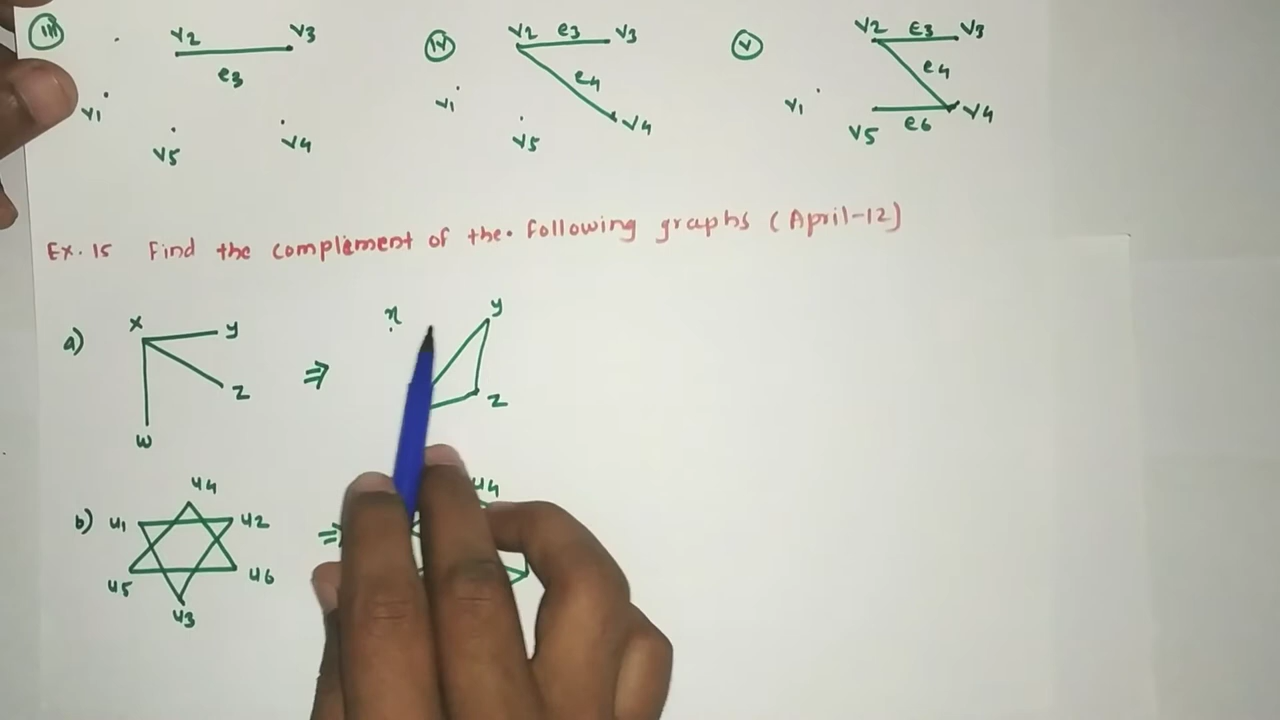 iii v2 v3 iv v2 e3 v3 v v2 e3 v3
e3 e4 e4
v1 v1 v1 v4
v5 v4 v5 v4 v5 e6
Ex. 15 Find the complement of the following graphs (April-12)
a) x y ⇒ x y
z z
w
b) u1 u4 u2 ⇒ u4
u5 u6
u3